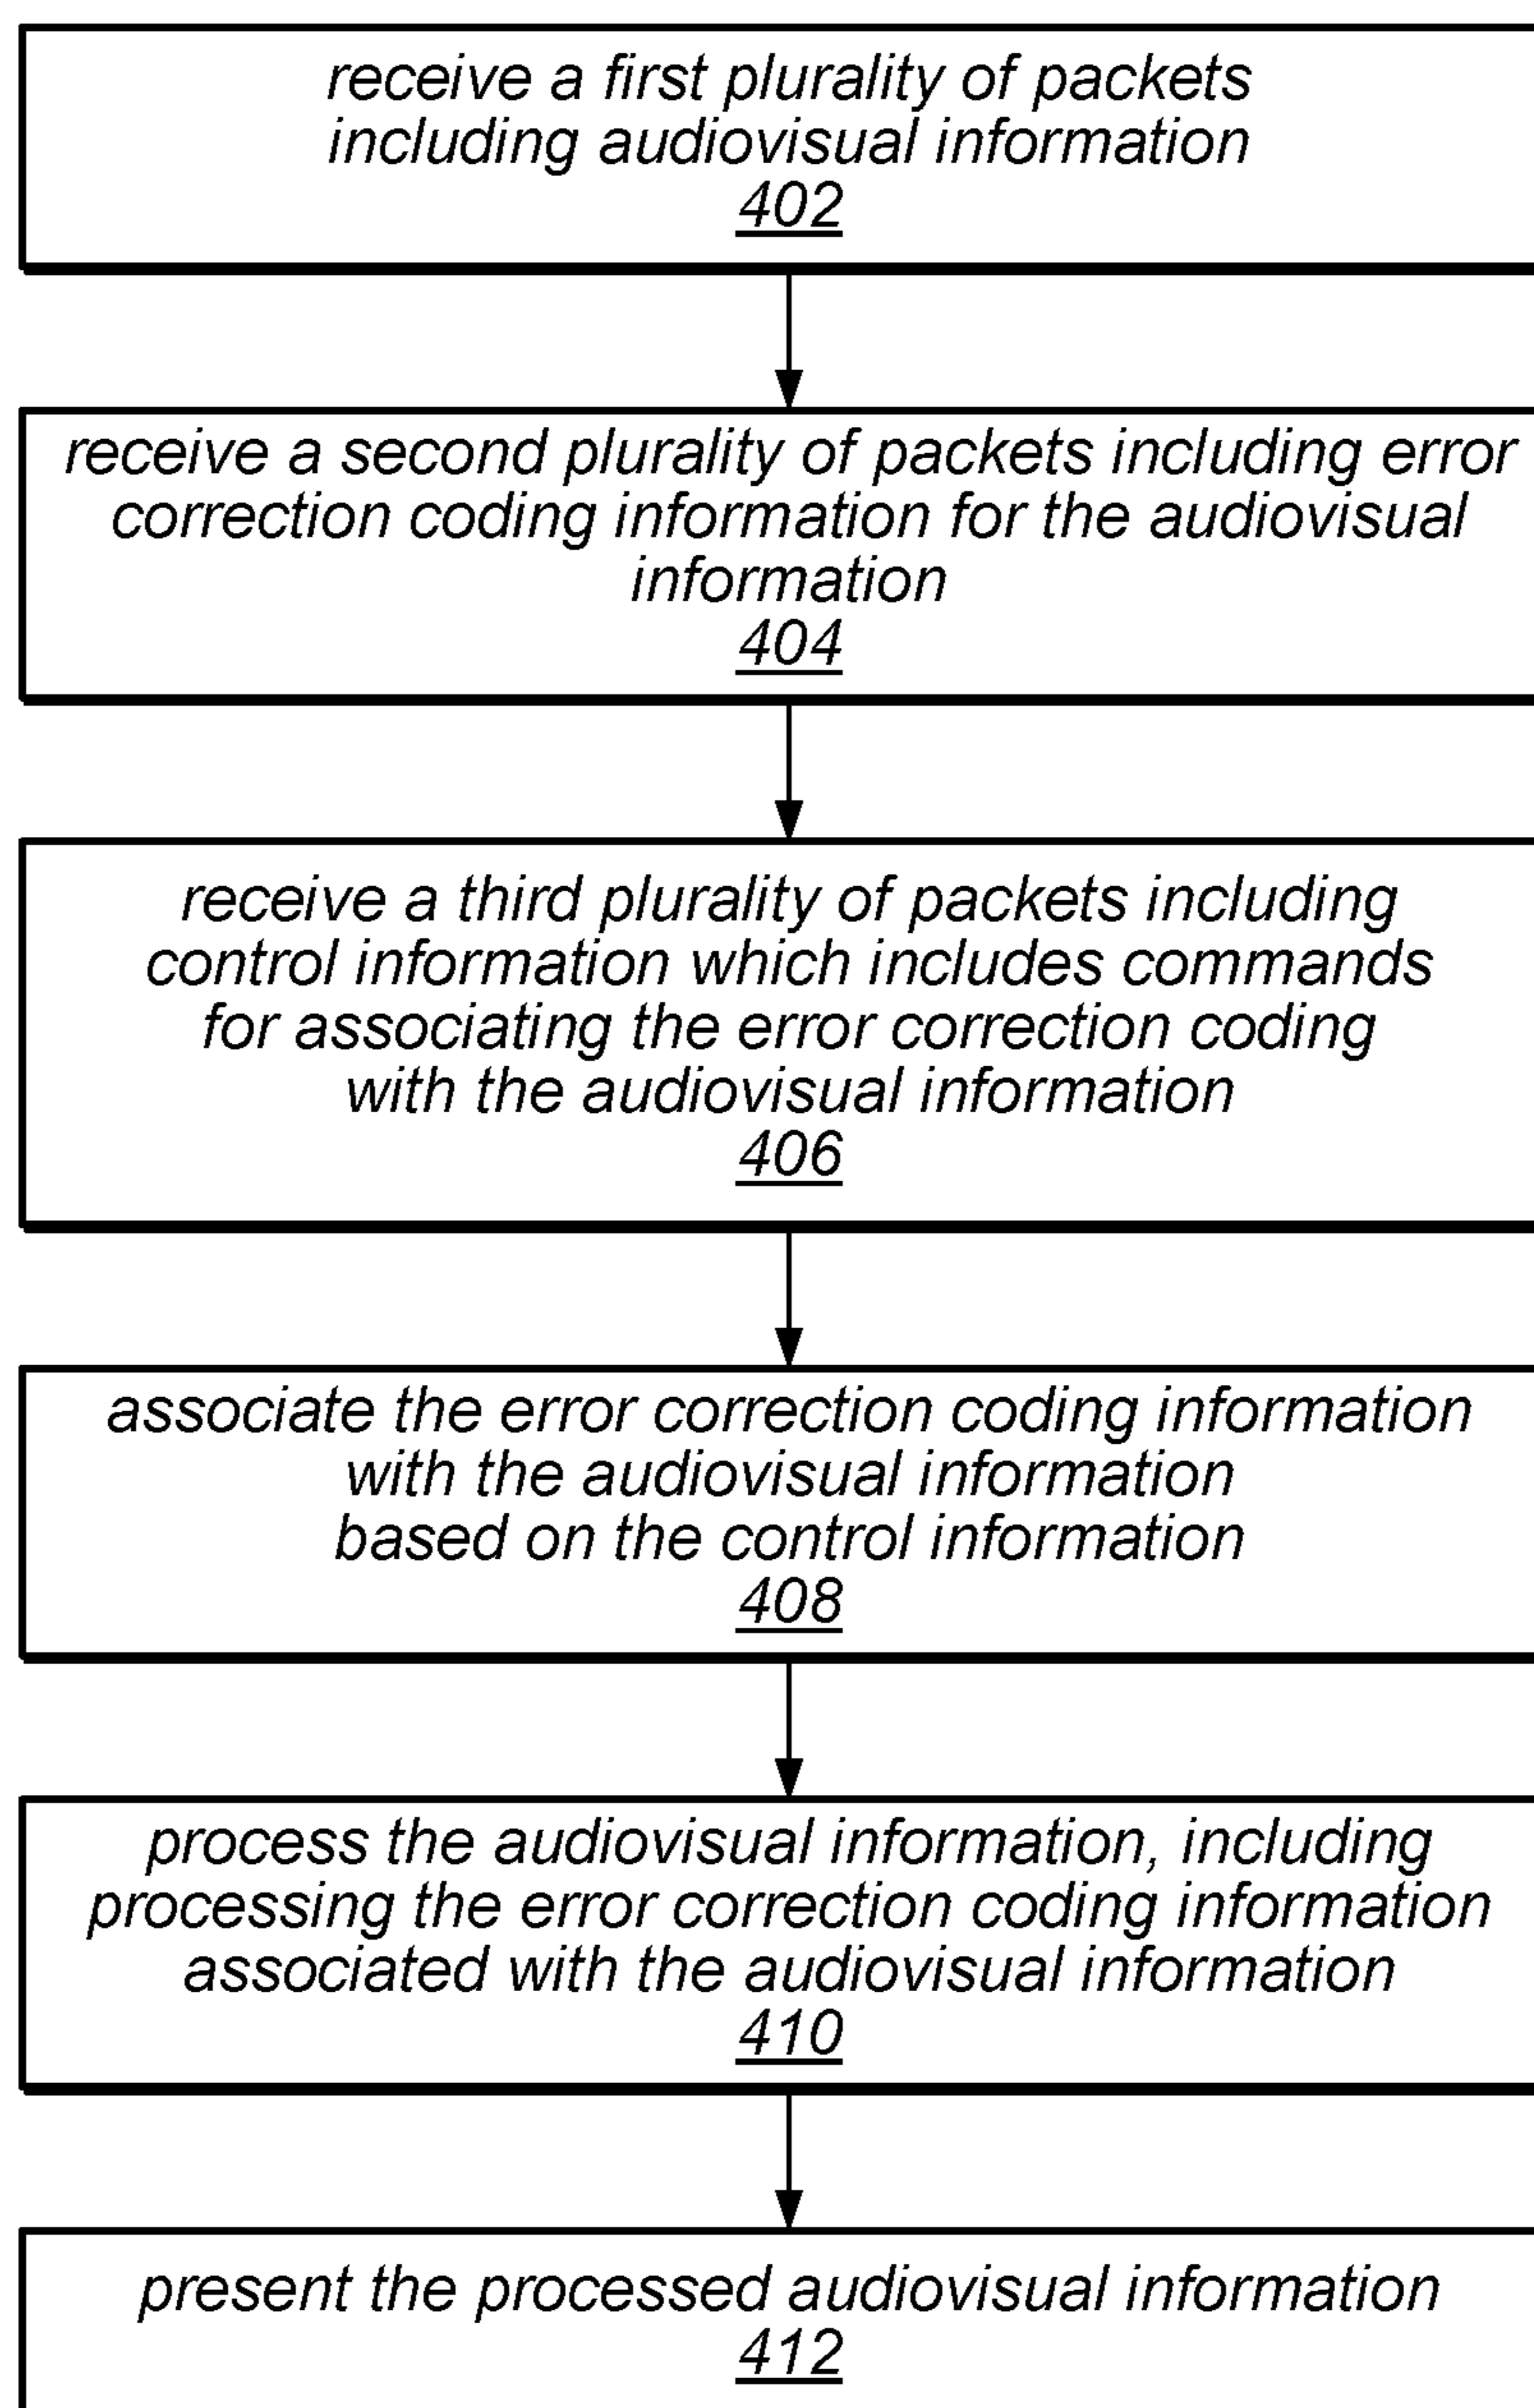 receive a first plurality of packets
including audiovisual information
402
receive a second plurality of packets including error
correction coding information for the audiovisual
information
404
receive a third plurality of packets including
control information which includes commands
for associating the error correction coding
with the audiovisual information
406
associate the error correction coding information
with the audiovisual information
based on the control information
408
process the audiovisual information, including
processing the error correction coding information
associated with the audiovisual information
410
present the processed audiovisual information
412